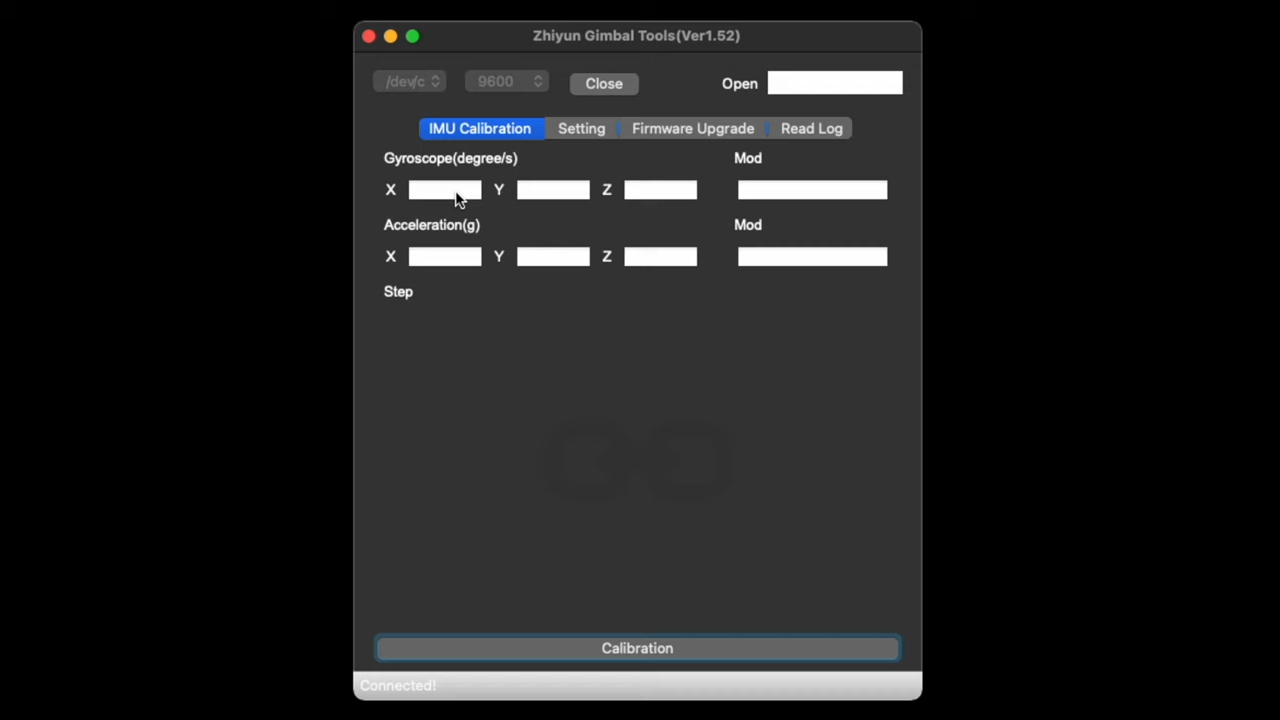 Zhiyun Gimbal Tools(Ver1.52)
/dev/c 9600 Close Open
IMU Calibration Setting Firmware Upgrade Read Log
Gyroscope(degree/s) Mod
X Y Z
Acceleration(g) Mod
X Y Z
Step
Calibration
Connected!